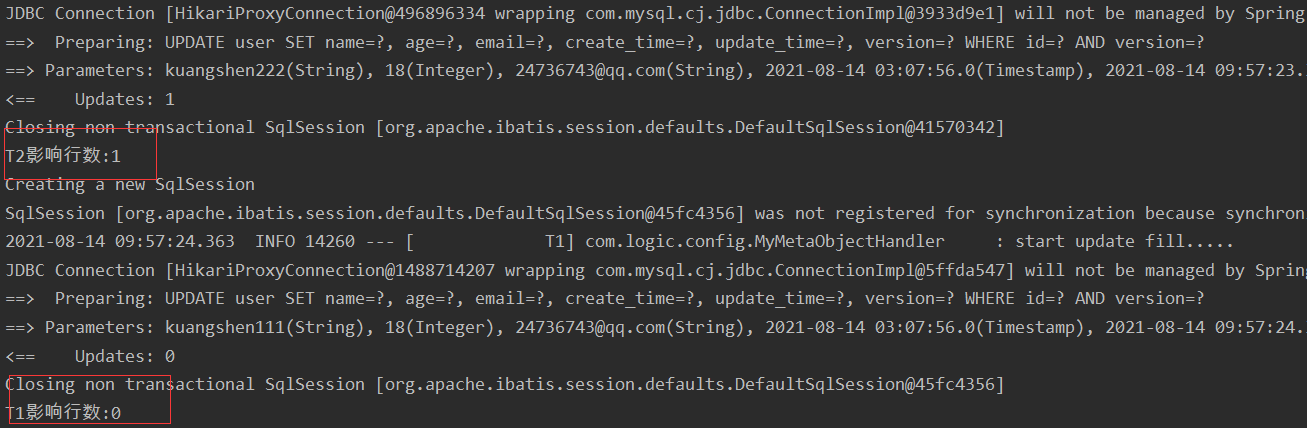 JDBC Connection [HikariProxyConnection@496896334 wrapping com.mysql.cj.jdbc.ConnectionImpl@3933d9e1] will not be managed by Spring
==>  Preparing: UPDATE user SET name=?, age=?, email=?, create_time=?, update_time=?, version=? WHERE id=? AND version=?
==> Parameters: kuangshen222(String), 18(Integer), 24736743@qq.com(String), 2021-08-14 03:07:56.0(Timestamp), 2021-08-14 09:57:23.
<==    Updates: 1
Closing non transactional SqlSession [org.apache.ibatis.session.defaults.DefaultSqlSession@41570342]
T2影响行数:1
Creating a new SqlSession
SqlSession [org.apache.ibatis.session.defaults.DefaultSqlSession@45fc4356] was not registered for synchronization because synchron
2021-08-14 09:57:24.363  INFO 14260 --- [             T1] com.logic.config.MyMetaObjectHandler     : start update fill.....
JDBC Connection [HikariProxyConnection@1488714207 wrapping com.mysql.cj.jdbc.ConnectionImpl@5ffda547] will not be managed by Sprin
==>  Preparing: UPDATE user SET name=?, age=?, email=?, create_time=?, update_time=?, version=? WHERE id=? AND version=?
==> Parameters: kuangshen111(String), 18(Integer), 24736743@qq.com(String), 2021-08-14 03:07:56.0(Timestamp), 2021-08-14 09:57:24.
<==    Updates: 0
Closing non transactional SqlSession [org.apache.ibatis.session.defaults.DefaultSqlSession@45fc4356]
T1影响行数:0